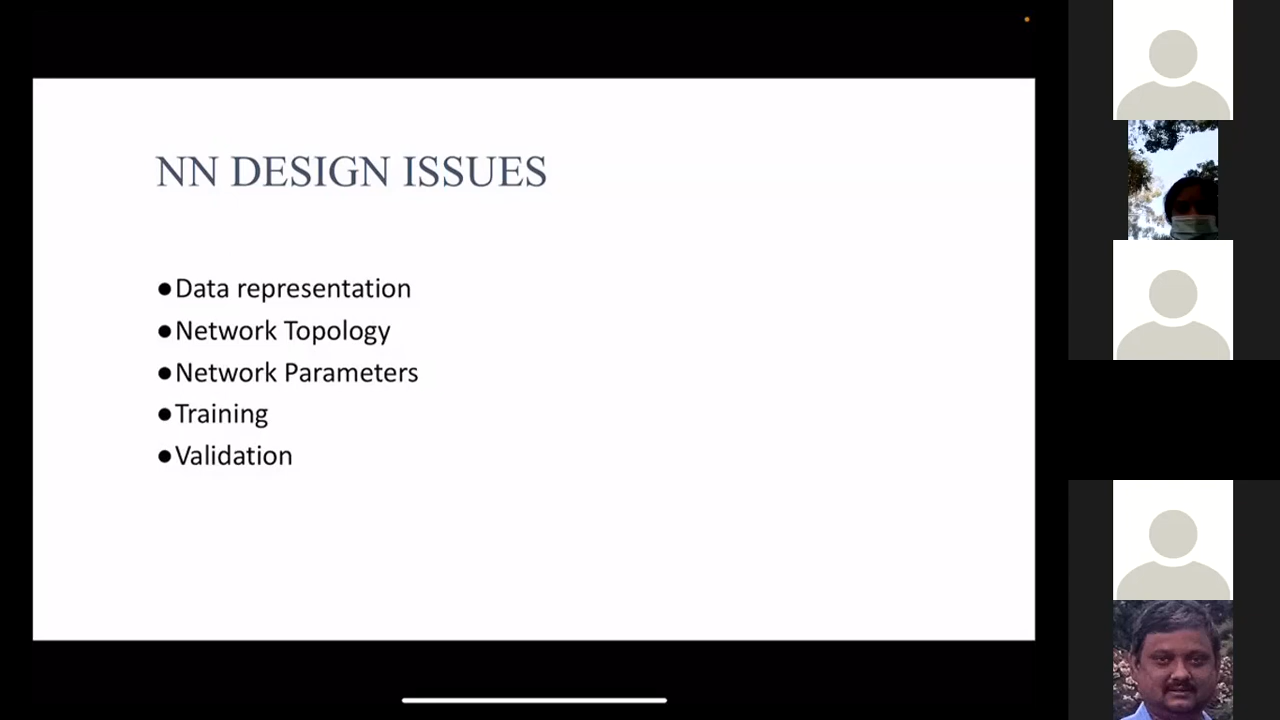 NN DESIGN ISSUES
●Data representation
●Network Topology
●Network Parameters
●Training
●Validation